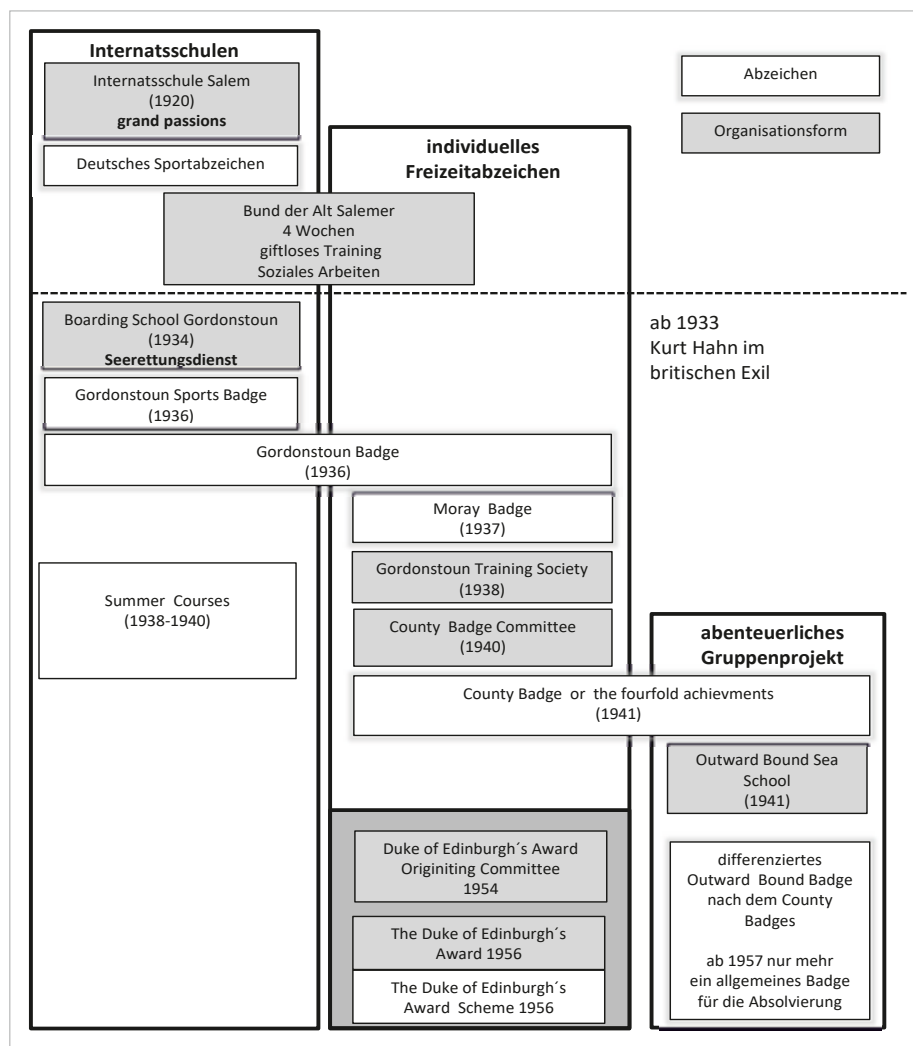 Internatsschulen
Internatsschule Salem
(1920)
grand passions
Deutsches Sportabzeichen
Abzeichen
Organisationsform
individuelles
Freizeitabzeichen
Bund der Alt Salemer
4 Wochen
giftloses Training
Soziales Arbeiten
Boarding School Gordonstoun
(1934)
Seerettungsdienst
ab 1933
Kurt Hahn im
britischen Exil
Gordonstoun Sports Badge
(1936)
Gordonstoun Badge
(1936)
Moray Badge
(1937)
Gordonstoun Training Society
(1938)
Summer Courses
(1938-1940)
County Badge Committee
(1940)
abenteuerliches
Gruppenprojekt
County Badge or the fourfold achievments
(1941)
Outward Bound Sea
School
(1941)
Duke of Edinburgh´s Award
Originiting Committee
1954
The Duke of Edinburgh´s
Award 1956
The Duke of Edinburgh´s
Award Scheme 1956
differenziertes
Outward Bound Badge
nach dem County
Badges
ab 1957 nur mehr
ein allgemeines Badge
für die Absolvierung